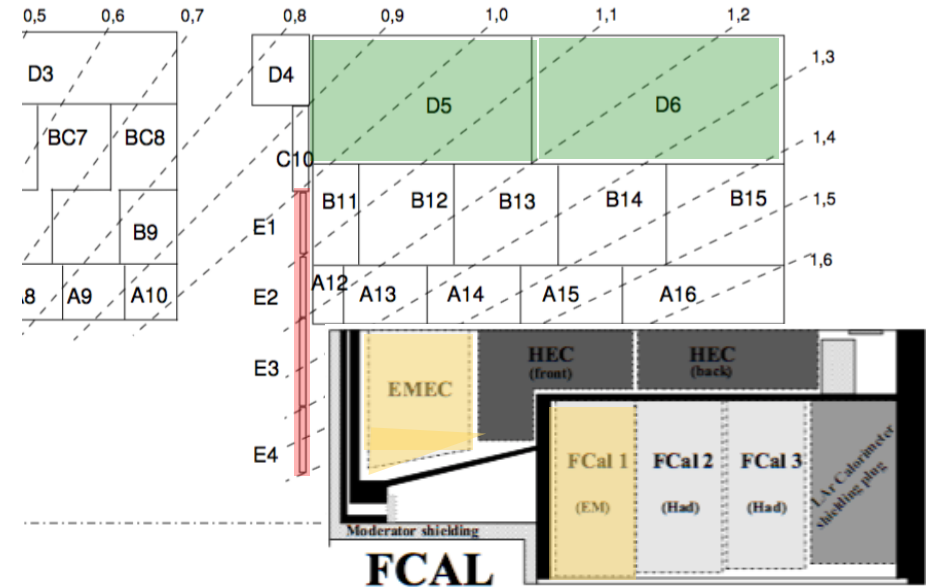 0,5 0,6 0,7 0,8 0,9 1,0 1,1 1,2
1,3
D3 D4 D5 D6
BC7 BC8 1,4
C10
B11 B12 B13 B14 B15 1,5
E1 B9
1,6
A12
A8 A9 A10 E2 A13 A14 A15 A16
HEC HEC
E3 (front) (back)
EMEC
E4 FCal 1 FCal 2 FCal 3
(EM) (Had) (Had)
LAr Calorimeter
shielding plug
Moderator shielding
FCAL